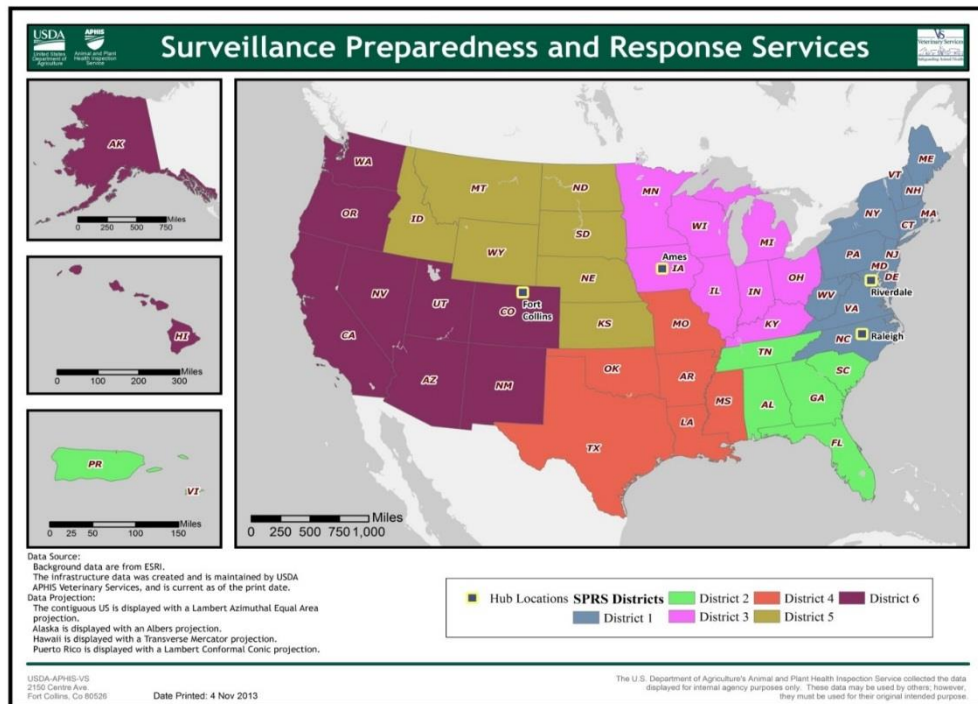 USDA
United States
Department of
Agriculture
APHIS
Animal and Plant
Health Inspection
Service
Surveillance Preparedness and Response Services
VS
Veterinary Services
Safeguarding Animal Health
AK
Miles
0 250 500 750
HI
0 100 200 300
Miles
PR
VI
Miles
0 25 50 100 150
WA
MT
ND
MN
ME
VT
NH
OR
ID
SD
WI
NY
MA
CT
WY
MI
PA
NJ
Ames
IA
NE
OH
MD
DE
NV
UT
CO
Fort
Collins
IL
IN
WV
Riverdale
VA
CA
KS
MO
KY
NC
Raleigh
AZ
NM
OK
AR
TN
SC
TX
LA
MS
AL
GA
FL
Miles
0 250 500 750 1,000
Data Source:
Background data are from ESRI.
The infrastructure data was created and is maintained by USDA
APHIS Veterinary Services, and is current as of the print date.
Data Projection:
The contiguous US is displayed with a Lambert Azimuthal Equal Area
projection.
Alaska is displayed with an Albers projection.
Hawaii is displayed with a Transverse Mercator projection.
Puerto Rico is displayed with a Lambert Conformal Conic projection.
Hub Locations SPRS Districts District 2 District 4 District 6
District 1 District 3 District 5
USDA-APHIS-VS
2150 Centre Ave.
Fort Collins, Co 80526
Date Printed: 4 Nov 2013
The U.S. Department of Agriculture's Animal and Plant Health Inspection Service collected the data
displayed for internal agency purposes only. These data may be used by others; however,
they must be used for their original intended purpose.